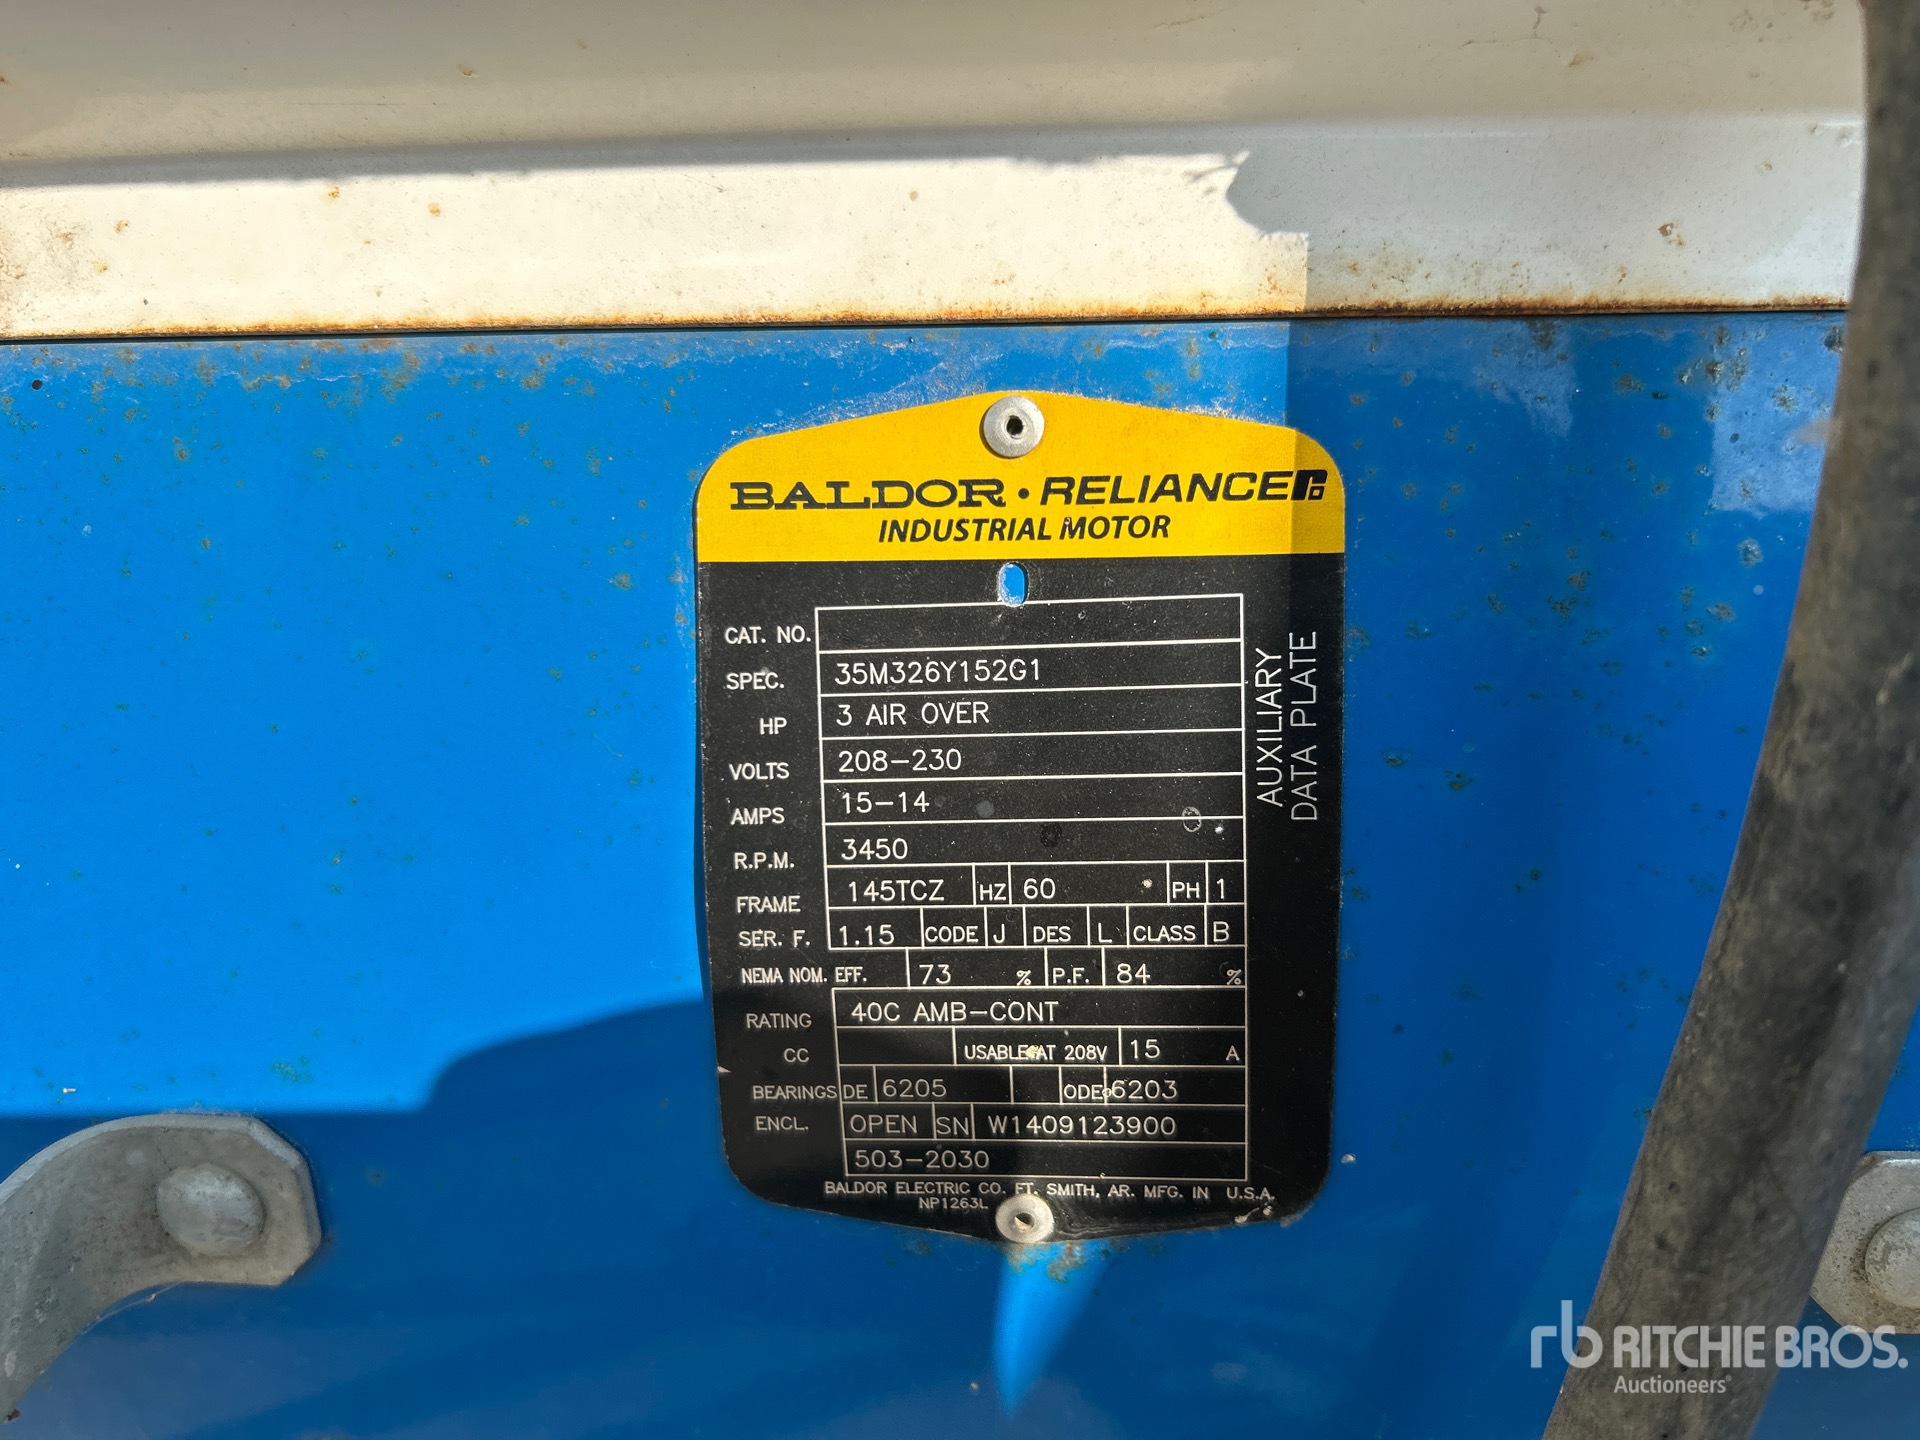 BALDOR • RELIANCE
INDUSTRIAL MOTOR
CAT. NO.
SPEC. 35M326Y152G1
HP 3 AIR OVER
VOLTS 208-230
AMPS 15-14
R.P.M. 3450
FRAME 145TCZ HZ 60 PH 1
SER. F. 1.15 CODE J DES L CLASS B
NEMA NOM. EFF. 73 % P.F. 84 %
RATING 40C AMB-CONT
CC USABLE AT 208V 15 A
BEARINGS DE 6205 ODE 6203
ENCL. OPEN SN W1409123900
503-2030
BALDOR ELECTRIC CO. FT. SMITH, AR. MFG. IN U.S.A.
NP1263L
AUXILIARY
DATA PLATE
rb RITCHIE BROS.
Auctioneers